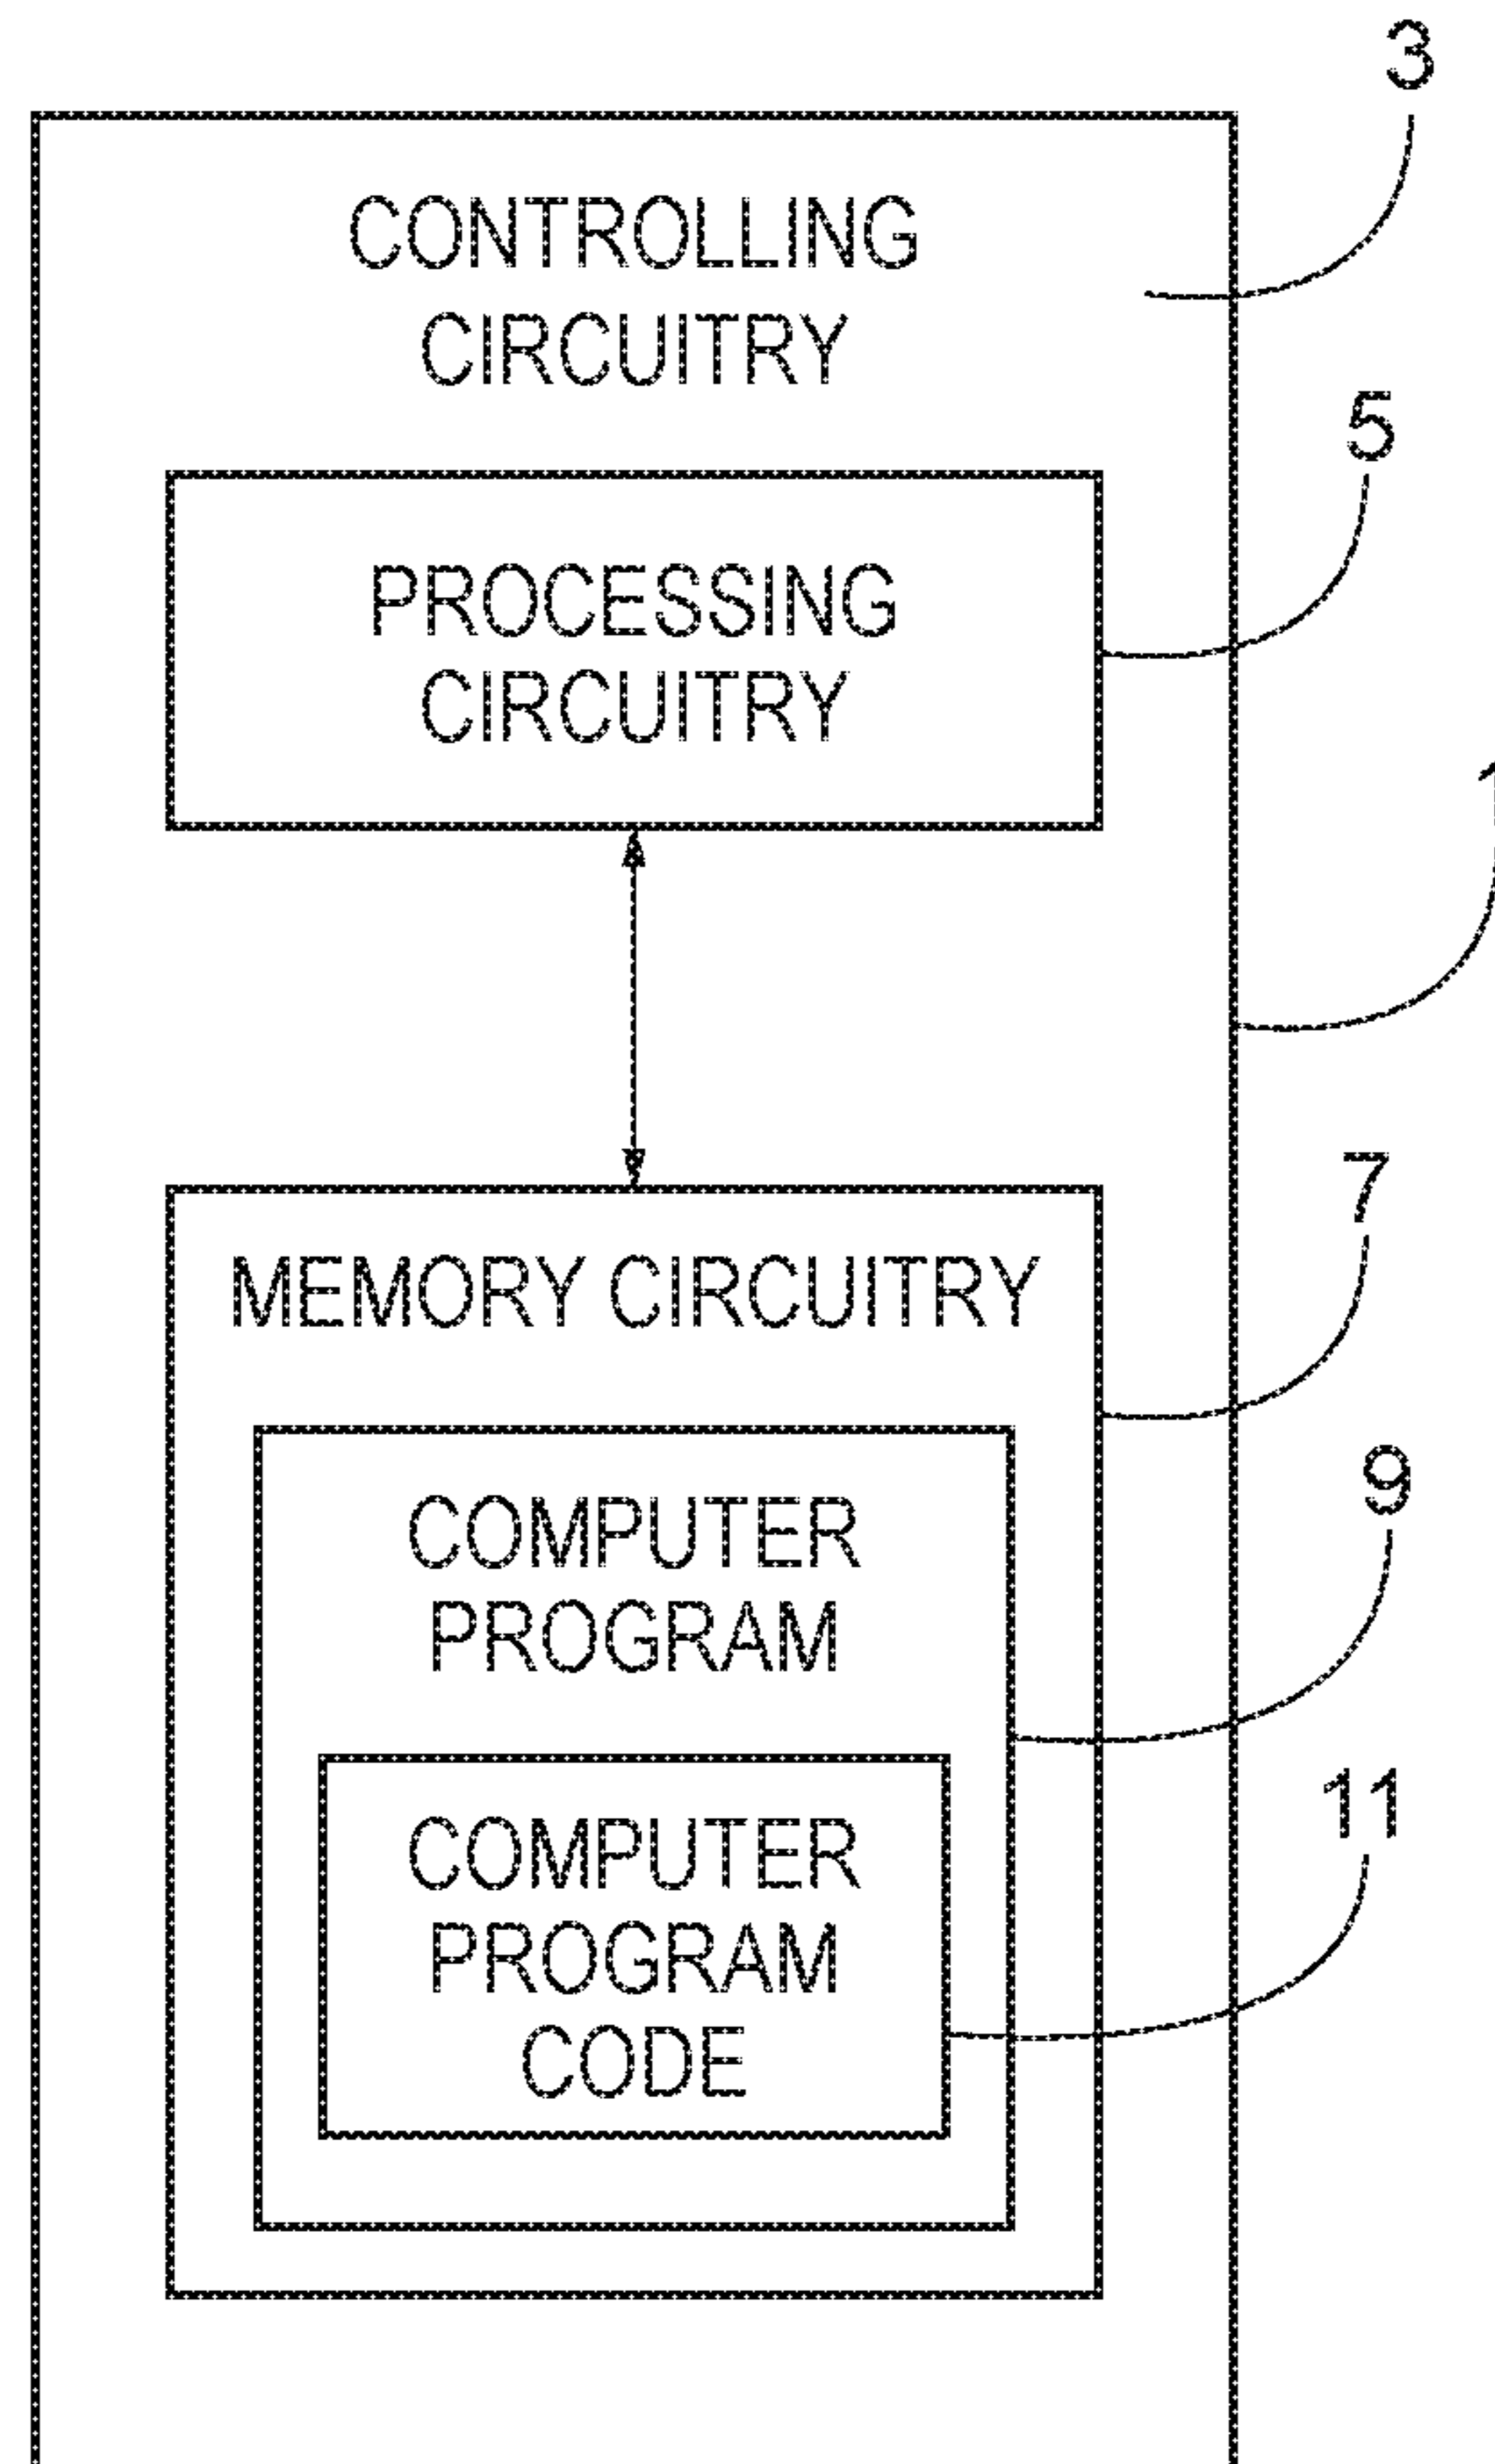 3
CONTROLLING
CIRCUITRY
5
PROCESSING
CIRCUITRY
7
MEMORY CIRCUITRY
9
COMPUTER
PROGRAM
11
COMPUTER
PROGRAM
CODE